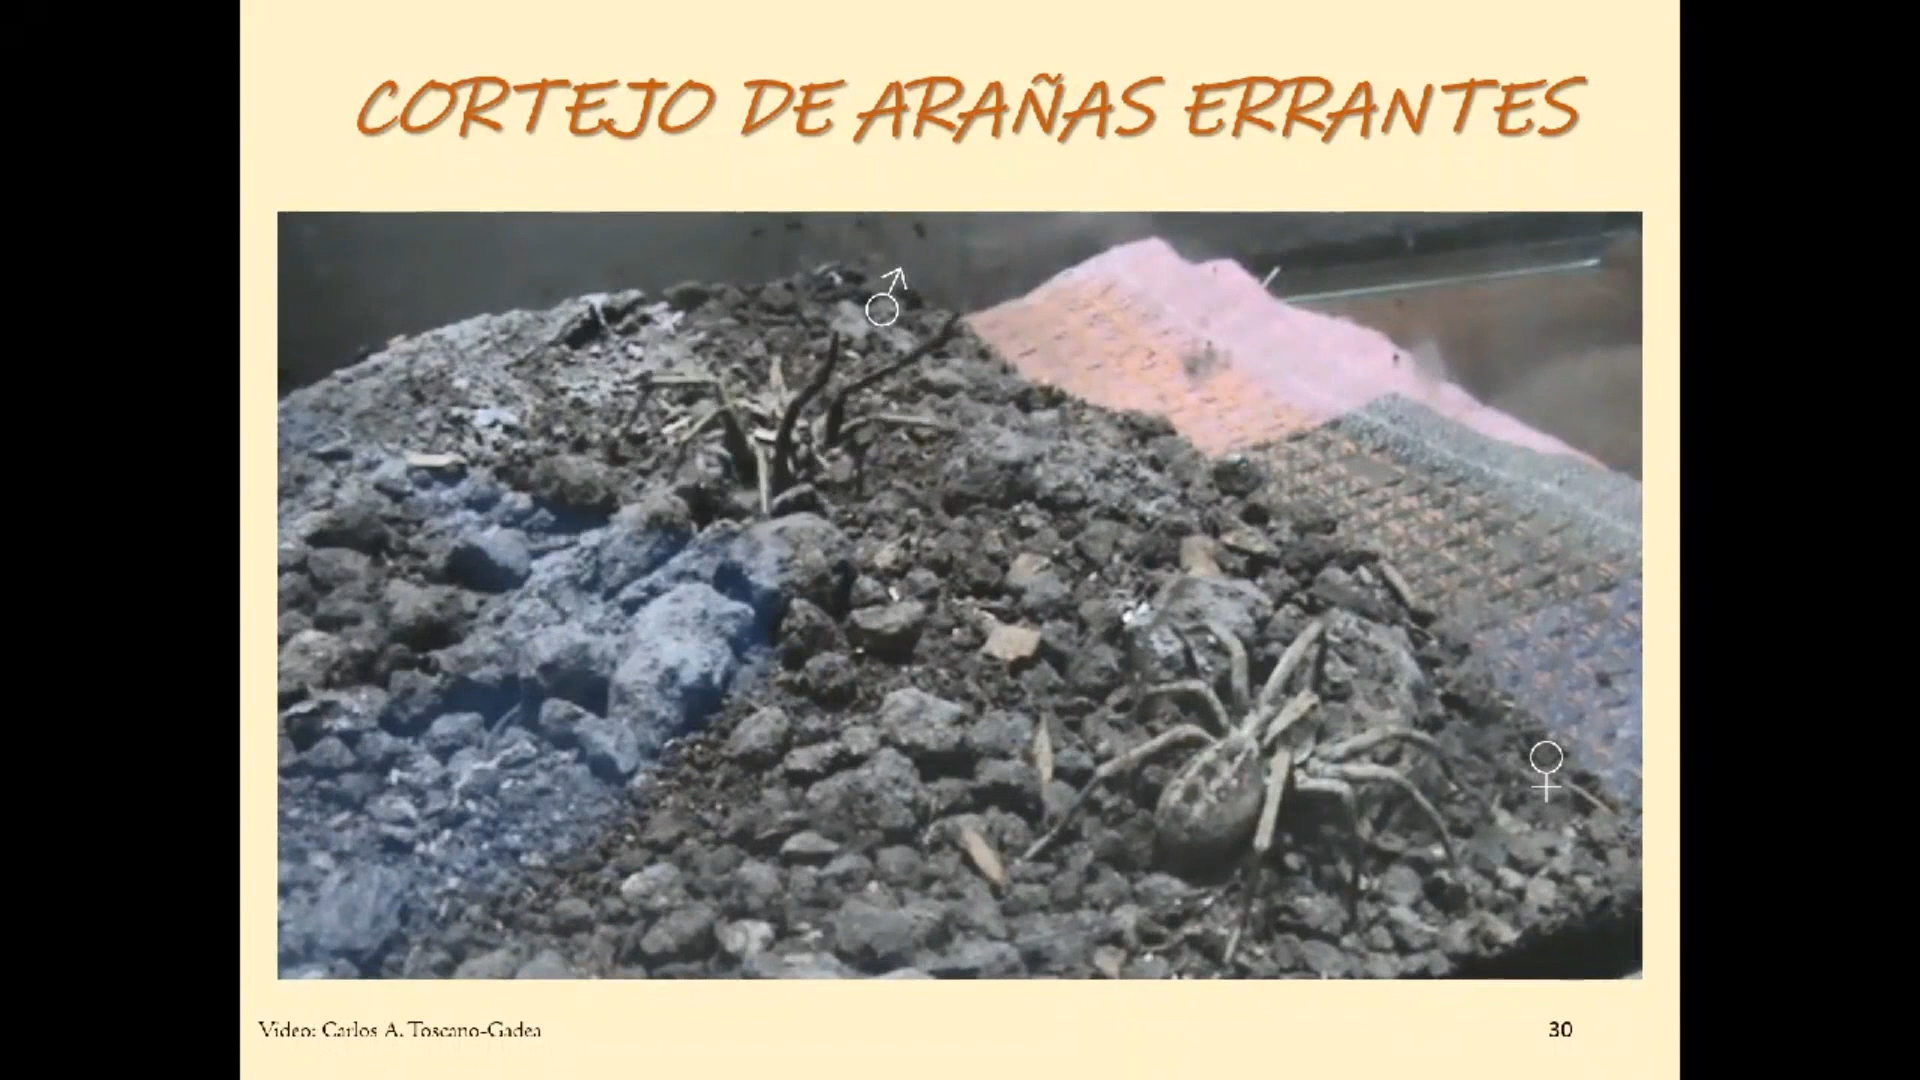 CORTEJO DE ARAÑAS ERRANTES
♂
♀
Video: Carlos A. Toscano-Gadea
30